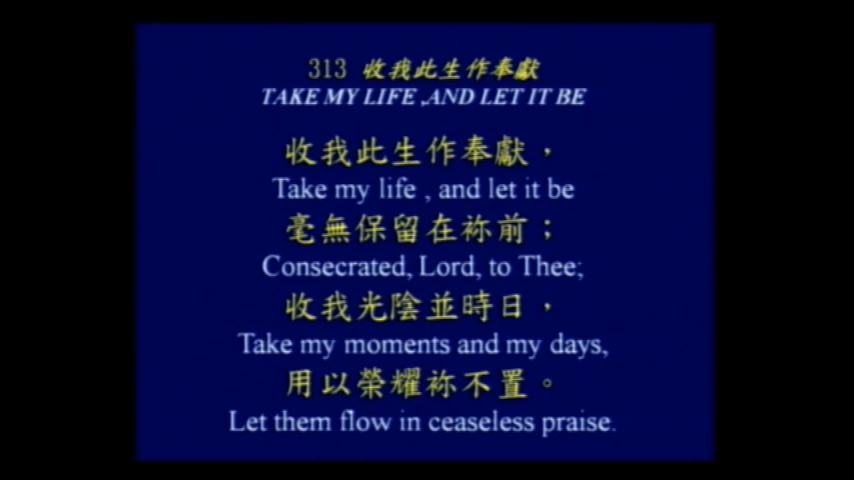 313 收我此生作奉獻
TAKE MY LIFE ,AND LET IT BE
收我此生作奉獻，
Take my life , and let it be
毫無保留在祢前；
Consecrated, Lord, to Thee;
收我光陰並時日，
Take my moments and my days,
用以榮耀祢不置。
Let them flow in ceaseless praise.